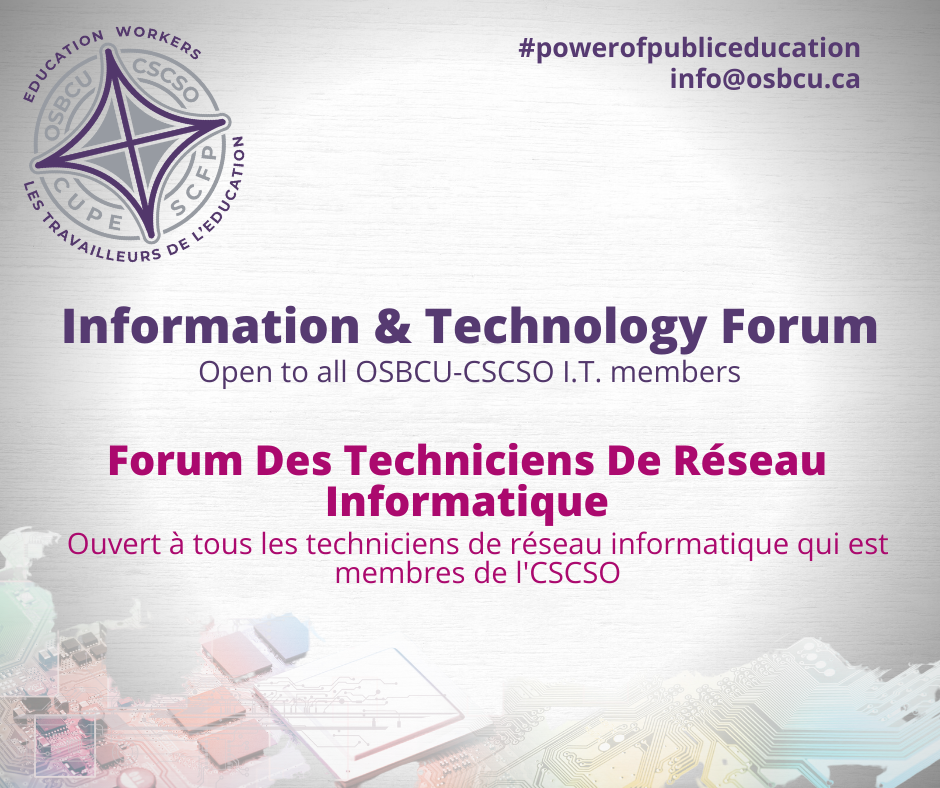 EDUCATION WORKERS
OSBCU
CSCSO
CUPE
SCFP
LES TRAVAILLEURS DE L'EDUCATION
#powerofpubliceducation
info@osbcu.ca
Information & Technology Forum
Open to all OSBCU-CSCSO I.T. members
Forum Des Techniciens De Réseau
Informatique
Ouvert à tous les techniciens de réseau informatique qui est
membres de l'CSCSO